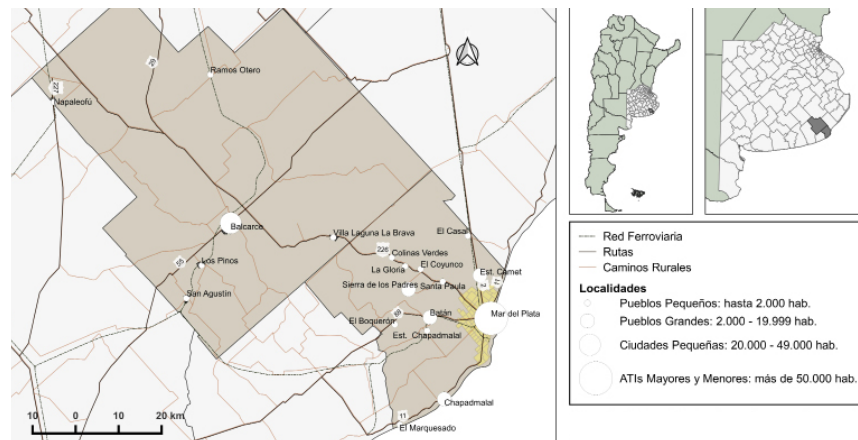 29
227
Ramos Otero
Napaleofú
Balcarce
Villa Laguna La Brava
El Casal
226
Colinas Verdes
55
Los Pinos
La Gloria
El Coyunco
Est. Camet
Sierra de los Padres
Santa Paula
2
11
San Agustín
El Boquerón
88
Batán
Mar del Plata
Est. Chapadmalal
Chapadmalal
11
El Marquesado
10 0 10 20 km
Red Ferroviaria
Rutas
Caminos Rurales
Localidades
Pueblos Pequeños: hasta 2.000 hab.
Pueblos Grandes: 2.000 - 19.999 hab.
Ciudades Pequeñas: 20.000 - 49.000 hab.
ATIs Mayores y Menores: más de 50.000 hab.